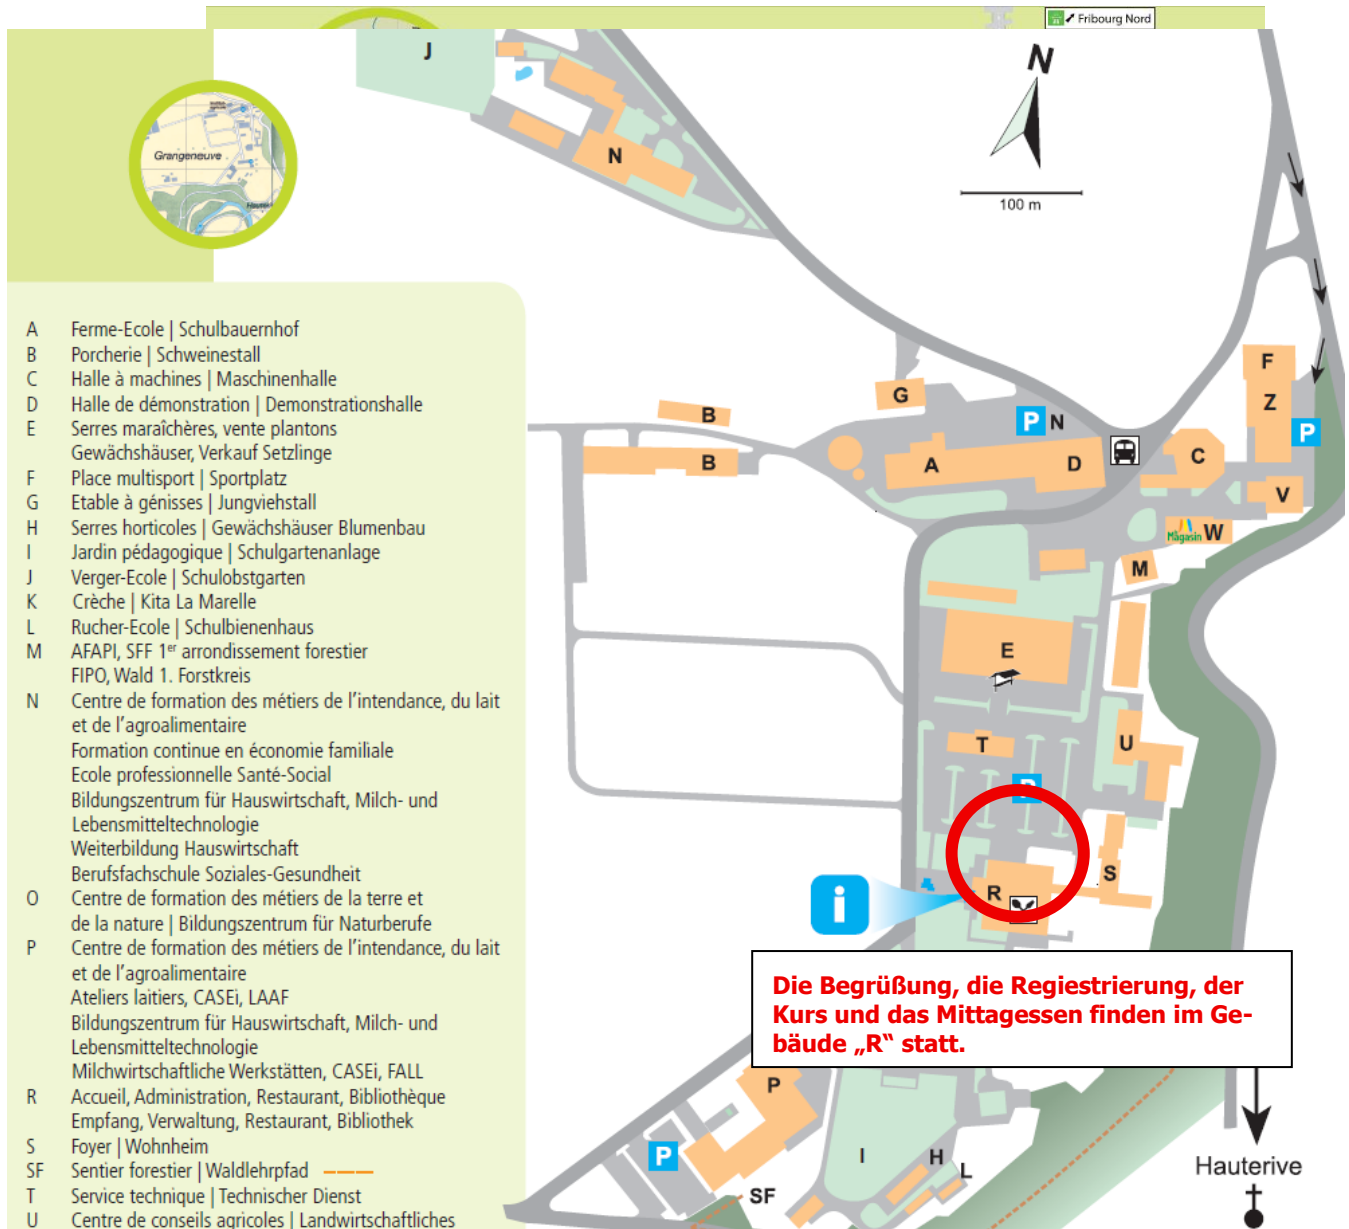 Fribourg Nord
J
N
N
100 m
Grangeneuve
A Ferme-Ecole | Schulbauernhof
B Porcherie | Schweinestall
C Halle à machines | Maschinenhalle
D Halle de démonstration | Demonstrationshalle
E Serres maraîchères, vente plantons
Gewächshäuser, Verkauf Setzlinge
F Place multisport | Sportplatz
G Etable à génisses | Jungviehstall
H Serres horticoles | Gewächshäuser Blumenbau
I Jardin pédagogique | Schulgartenanlage
J Verger-Ecole | Schulobstgarten
K Crèche | Kita La Marelle
L Rucher-Ecole | Schulbienenhaus
M AFAPI, SFF 1er arrondissement forestier
FIPO, Wald 1. Forstkreis
N Centre de formation des métiers de l'intendance, du lait
et de l'agroalimentaire
Formation continue en économie familiale
Ecole professionnelle Santé-Social
Bildungszentrum für Hauswirtschaft, Milch- und
Lebensmitteltechnologie
Weiterbildung Hauswirtschaft
Berufsfachschule Soziales-Gesundheit
O Centre de formation des métiers de la terre et
de la nature | Bildungszentrum für Naturberufe
P Centre de formation des métiers de l'intendance, du lait
et de l'agroalimentaire
Ateliers laitiers, CASEi, LAAF
Bildungszentrum für Hauswirtschaft, Milch- und
Lebensmitteltechnologie
Milchwirtschaftliche Werkstätten, CASEi, FALL
R Accueil, Administration, Restaurant, Bibliothèque
Empfang, Verwaltung, Restaurant, Bibliothek
S Foyer | Wohnheim
SF Sentier forestier | Waldlehrpfad
T Service technique | Technischer Dienst
U Centre de conseils agricoles | Landwirtschaftliches
F
G
Z
B
P N
P
B
A
D
C
V
Magasin W
M
E
T
U
P
S
R
i
Die Begrüßung, die Regiestrierung, der
Kurs und das Mittagessen finden im Ge-
bäude „R“ statt.
P
P
I
H
L
SF
Hauterive